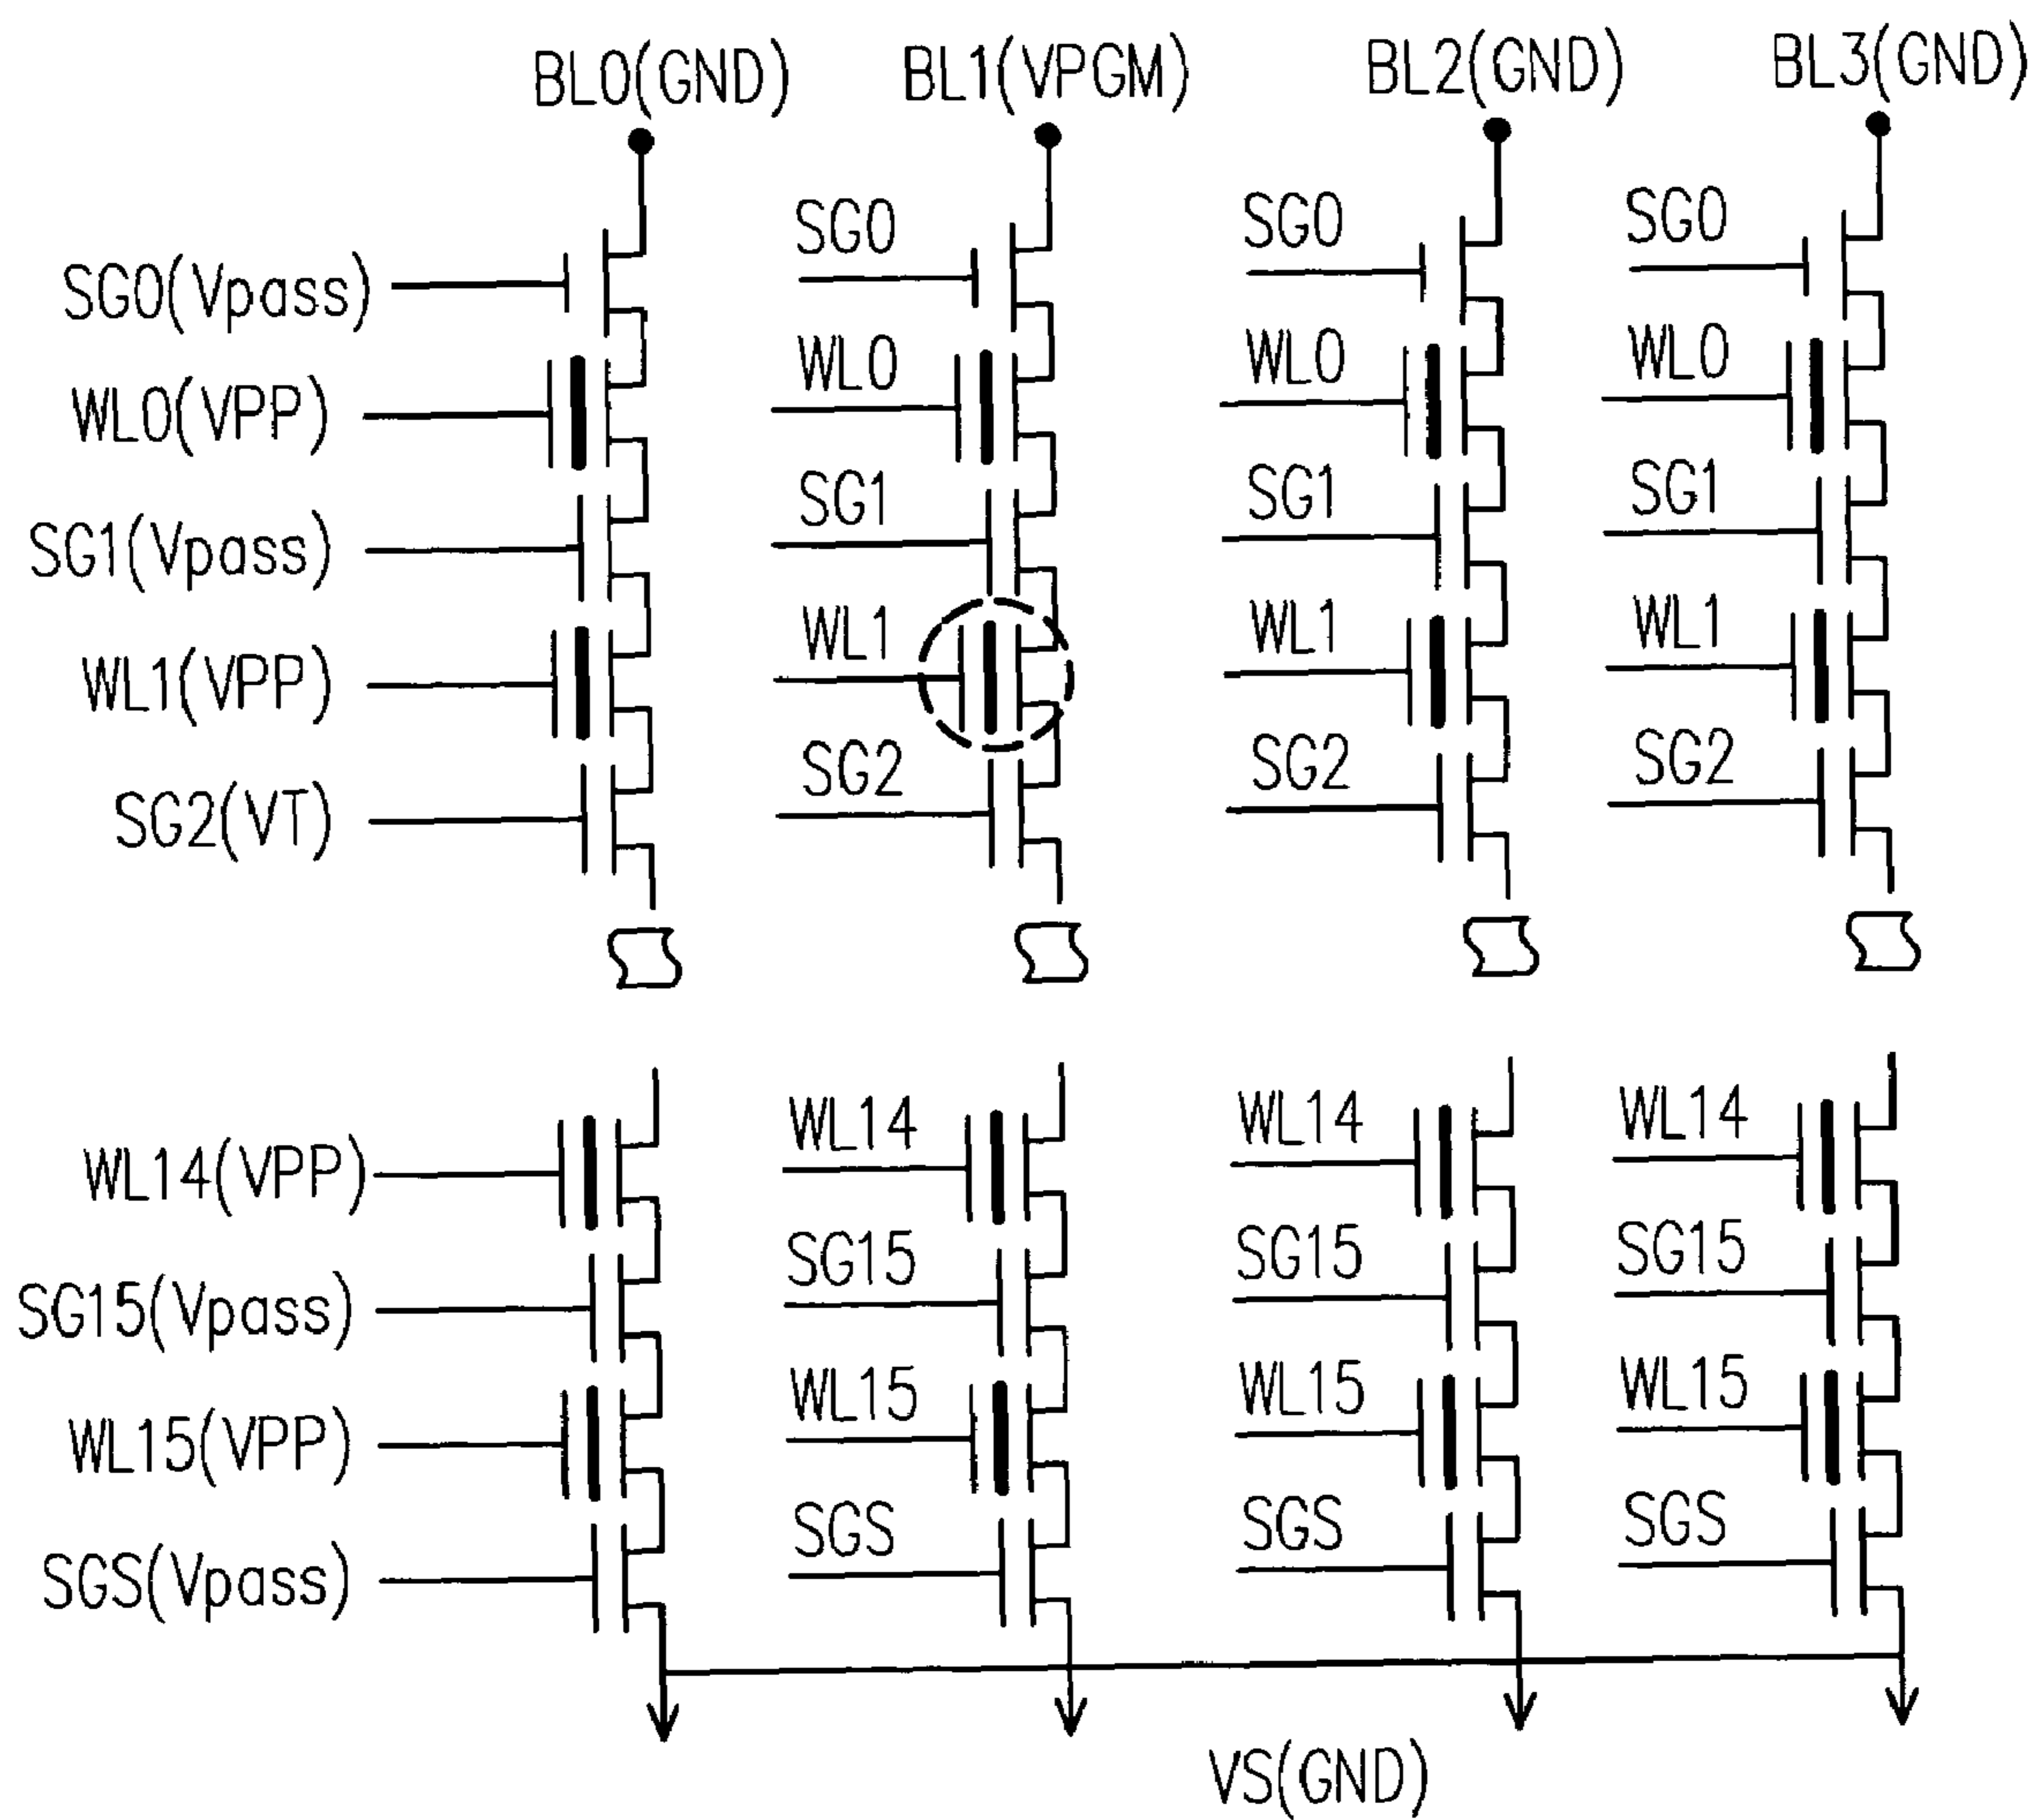 BL0(GND) BL1(VPGM) BL2(GND) BL3(GND)
SG0(Vpass) SG0 SG0 SG0
WL0(VPP) WL0 WL0 WL0
SG1(Vpass) SG1 SG1 SG1
WL1(VPP) WL1 WL1 WL1
SG2(VT) SG2 SG2 SG2
WL14(VPP) WL14 WL14 WL14
SG15(Vpass) SG15 SG15 SG15
WL15(VPP) WL15 WL15 WL15
SGS(Vpass) SGS SGS SGS
VS(GND)